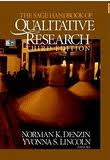 THE SAGE HANDBOOK OF
QUALITATIVE
RESEARCH
THIRD EDITION
NORMAN K. DENZIN
YVONNA S. LINCOLN